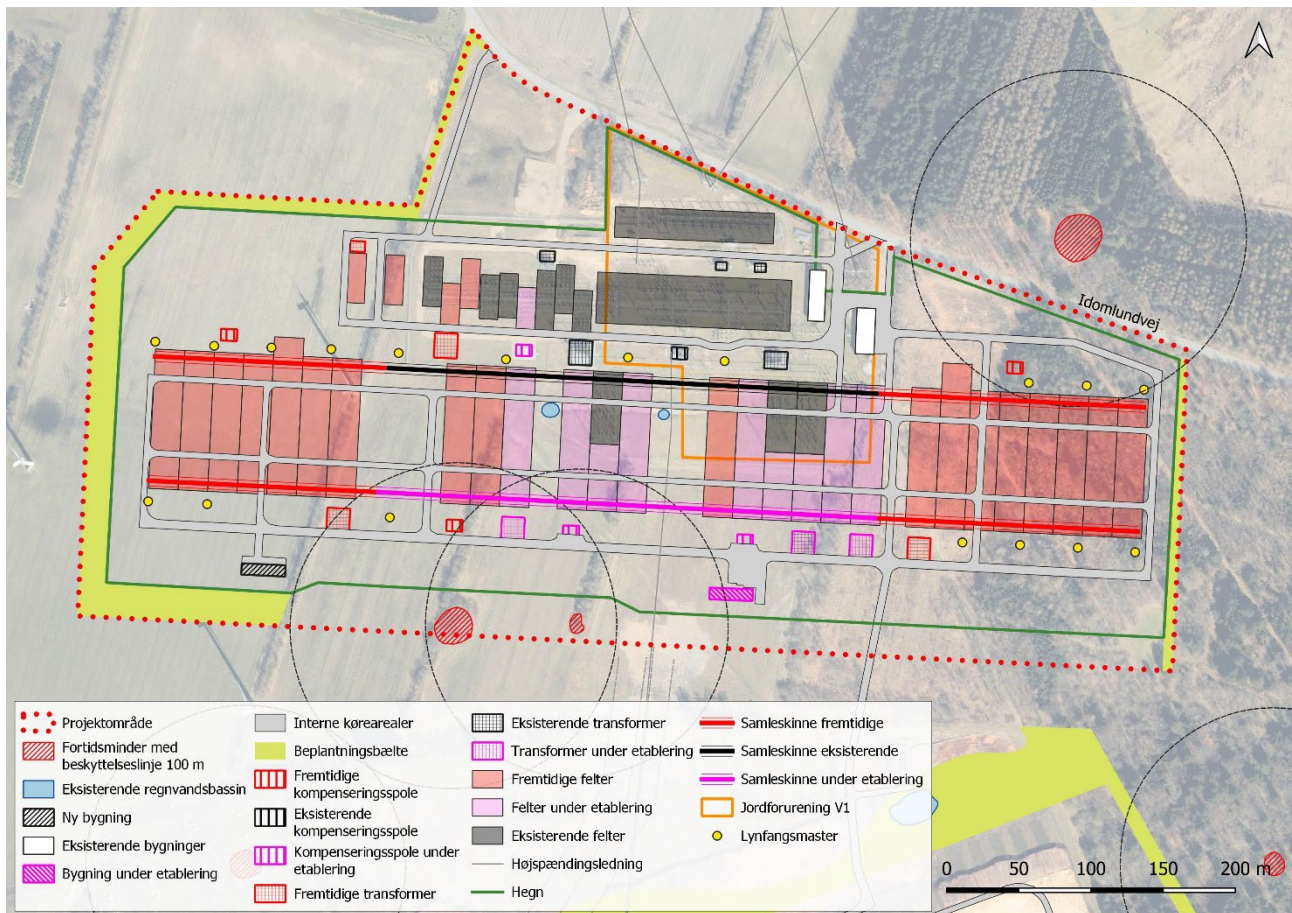 Idomlundvej
Projektområde
Fortidsminder med
beskyttelseslinje 100 m
Eksisterende regnvandsbassin
Ny bygning
Eksisterende bygninger
Bygning under etablering
Interne kørearealer
Beplantningsbælte
Fremtidige
kompenseringsspole
Eksisterende
kompenseringsspole
Kompenseringsspole under
etablering
Fremtidige transformer
Eksisterende transformer
Transformer under etablering
Fremtidige felter
Felter under etablering
Eksisterende felter
Højspændingsledning
Hegn
Samleskinne fremtidige
Samleskinne eksisterende
Samleskinne under etablering
Jordforurening V1
Lynfangsmaster
0 50 100 150 200 m